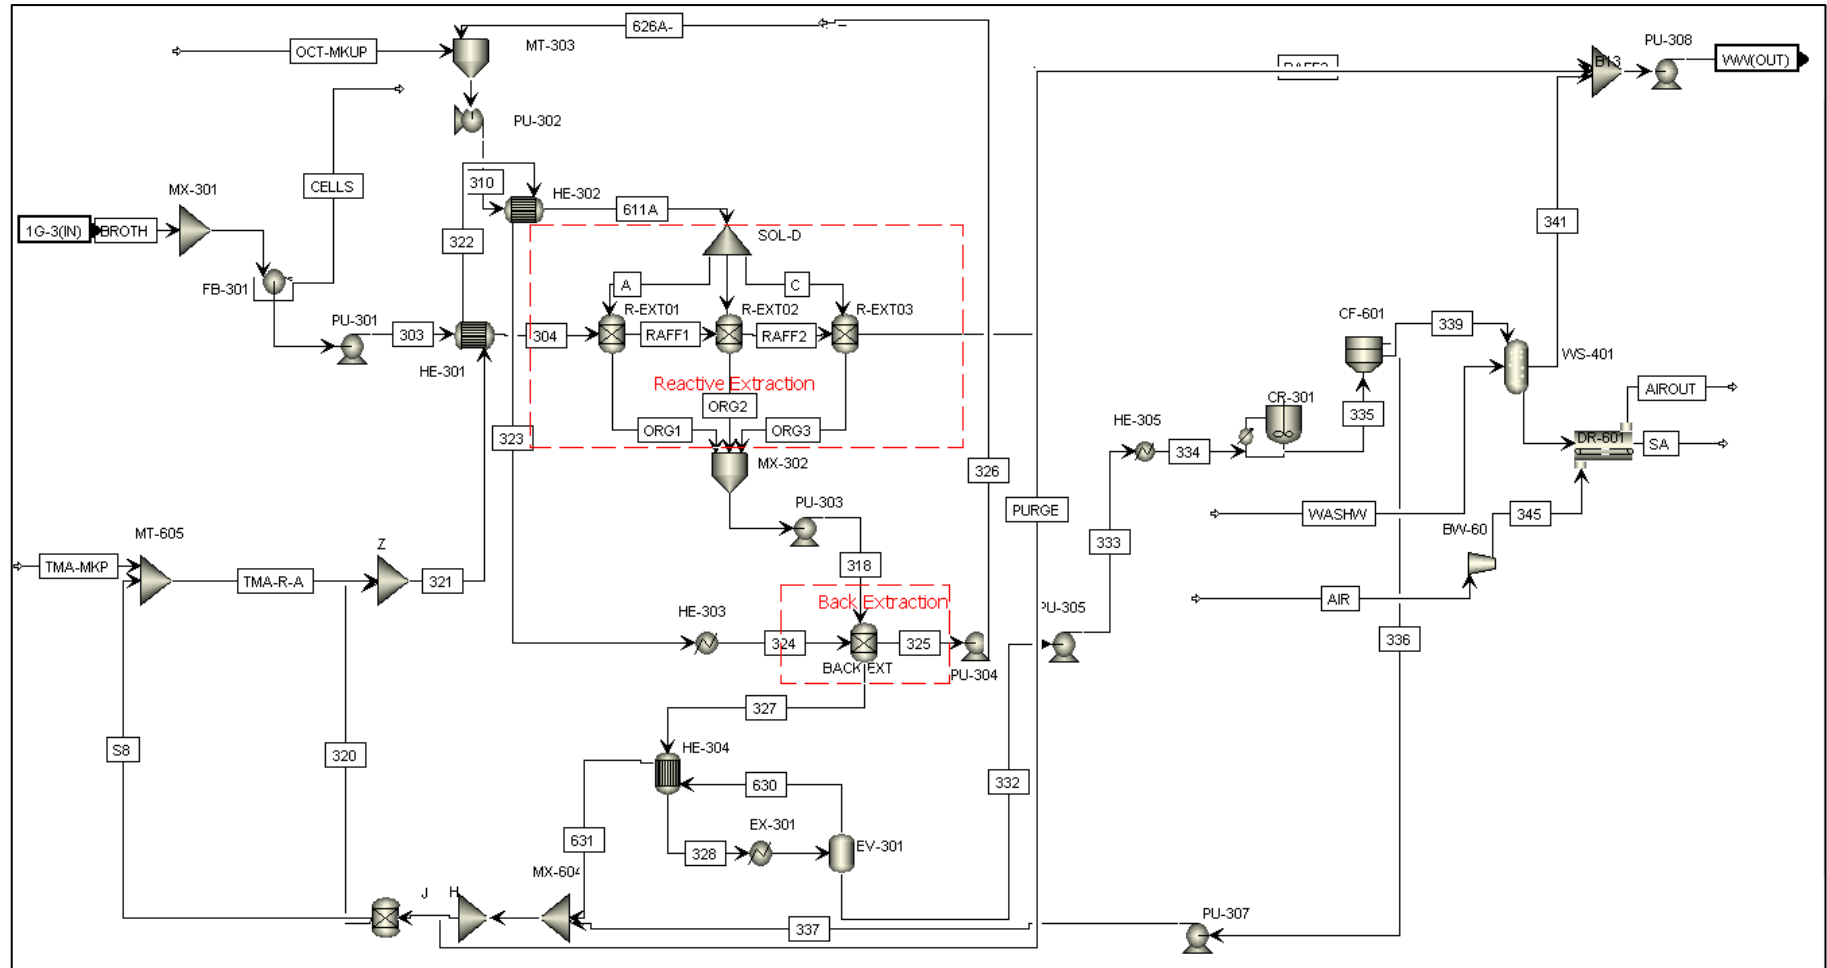 626A-
OCT-MKUP
MT-303
PU-308
B13
WW(OUT)
PU-302
CELLS
MX-301
310
HE-302
611A
1G-3(IN)
BROTH
322
SOL-D
341
FB-301
A
C
R-EXT01
R-EXT02
R-EXT03
PU-301
303
304
RAFF1
RAFF2
CF-601
339
WS-401
HE-301
Reactive Extraction
AIROUT
ORG2
CR-301
335
HE-305
323
ORG1
ORG3
334
DR-601
SA
MX-302
326
PURGE
WASHW
345
PU-303
MT-605
Z
BW-60
333
TMA-MKP
TMA-R-A
321
318
Back Extraction
AIR
HE-303
PU-305
336
324
325
BACK EXT
PU-304
327
S8
320
HE-304
630
332
EX-301
631
328
EV-301
MX-604
J
H
337
PU-307